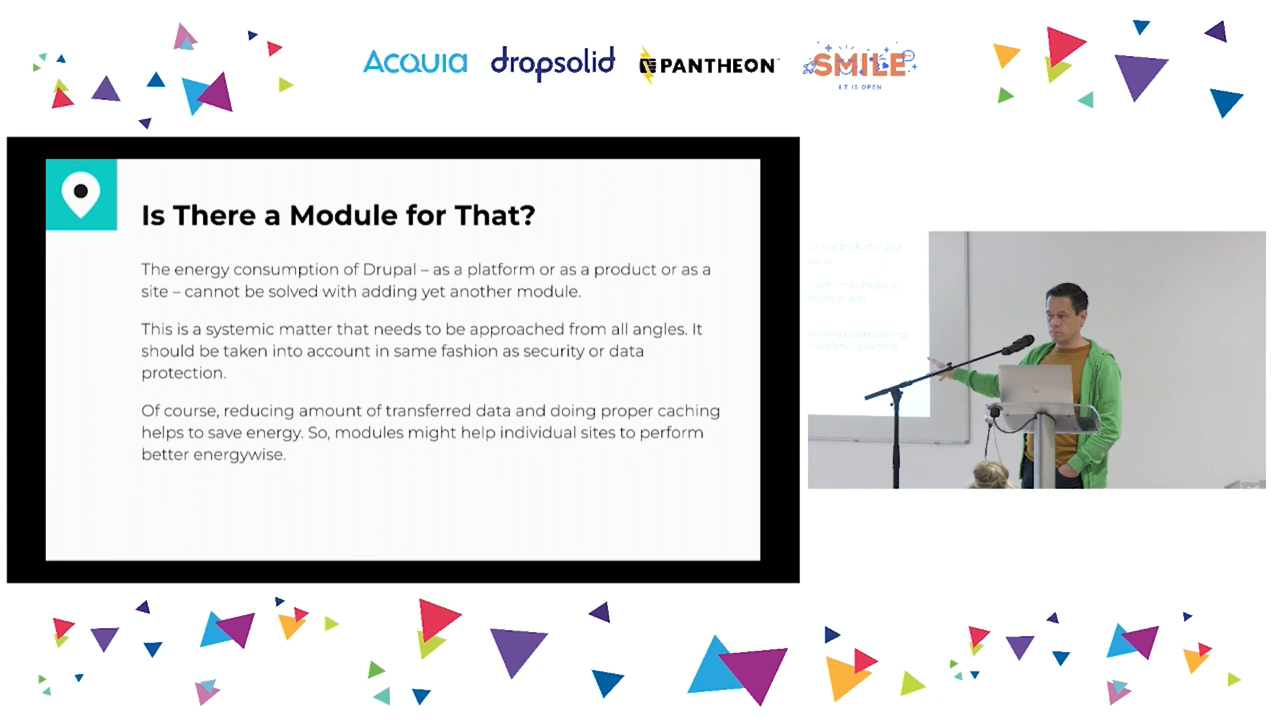 ACQUIA dropsolid PANTHEON SMILE
I.T IS OPEN
Is There a Module for That?
The energy consumption of Drupal – as a platform or as a product or as a
site – cannot be solved with adding yet another module.
This is a systemic matter that needs to be approached from all angles. It
should be taken into account in same fashion as security or data
protection.
Of course, reducing amount of transferred data and doing proper caching
helps to save energy. So, modules might help individual sites to perform
better energywise.